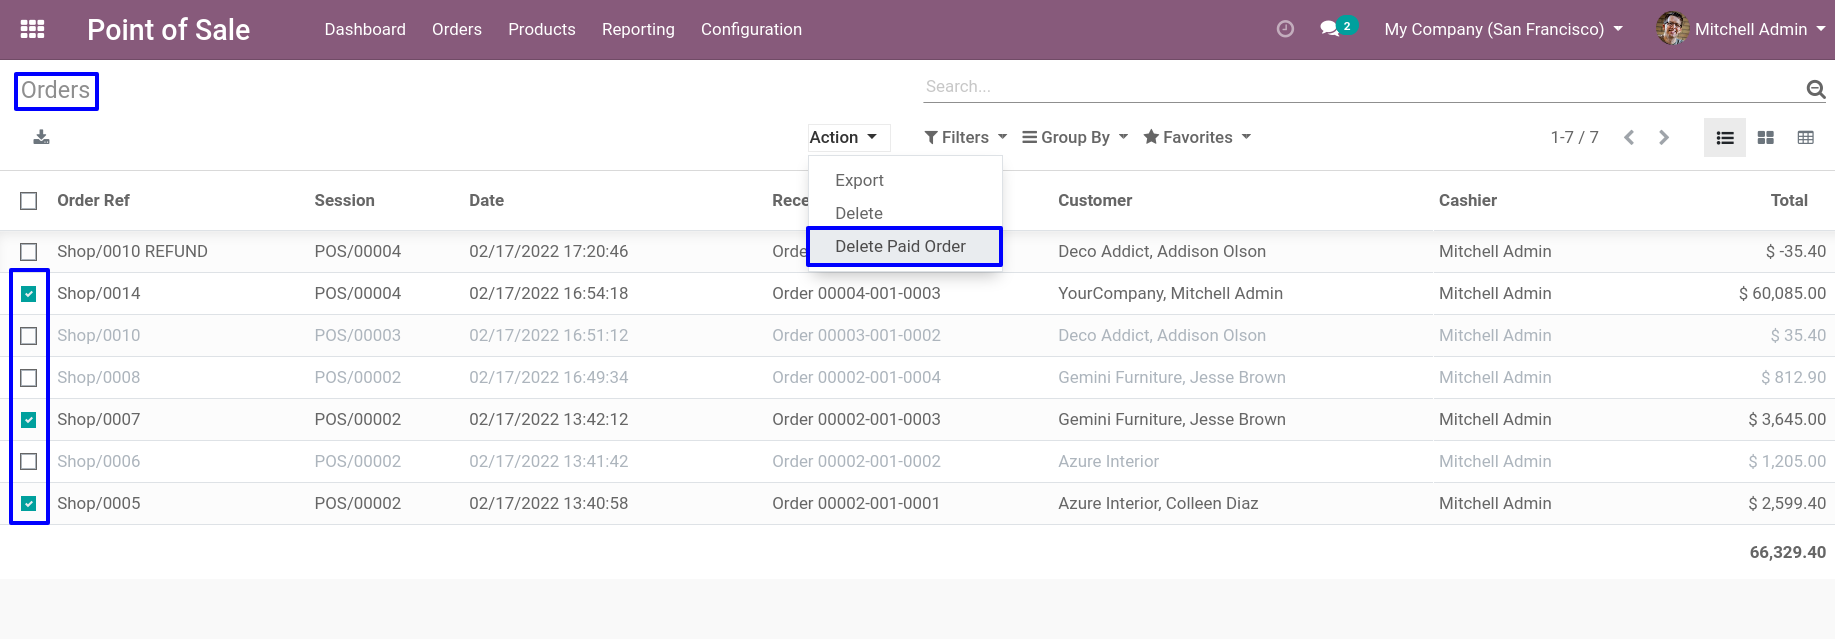 Point of Sale Dashboard Orders Products Reporting Configuration 2 My Company (San Francisco) Mitchell Admin
Orders Search...
Action Filters Group By Favorites 1-7 / 7
Export
Delete
Delete Paid Order
Order Ref Session Date Rece Customer Cashier Total
Shop/0010 REFUND POS/00004 02/17/2022 17:20:46 Orde Deco Addict, Addison Olson Mitchell Admin $ -35.40
Shop/0014 POS/00004 02/17/2022 16:54:18 Order 00004-001-0003 YourCompany, Mitchell Admin Mitchell Admin $ 60,085.00
Shop/0010 POS/00003 02/17/2022 16:51:12 Order 00003-001-0002 Deco Addict, Addison Olson Mitchell Admin $ 35.40
Shop/0008 POS/00002 02/17/2022 16:49:34 Order 00002-001-0004 Gemini Furniture, Jesse Brown Mitchell Admin $ 812.90
Shop/0007 POS/00002 02/17/2022 13:42:12 Order 00002-001-0003 Gemini Furniture, Jesse Brown Mitchell Admin $ 3,645.00
Shop/0006 POS/00002 02/17/2022 13:41:42 Order 00002-001-0002 Azure Interior Mitchell Admin $ 1,205.00
Shop/0005 POS/00002 02/17/2022 13:40:58 Order 00002-001-0001 Azure Interior, Colleen Diaz Mitchell Admin $ 2,599.40
66,329.40